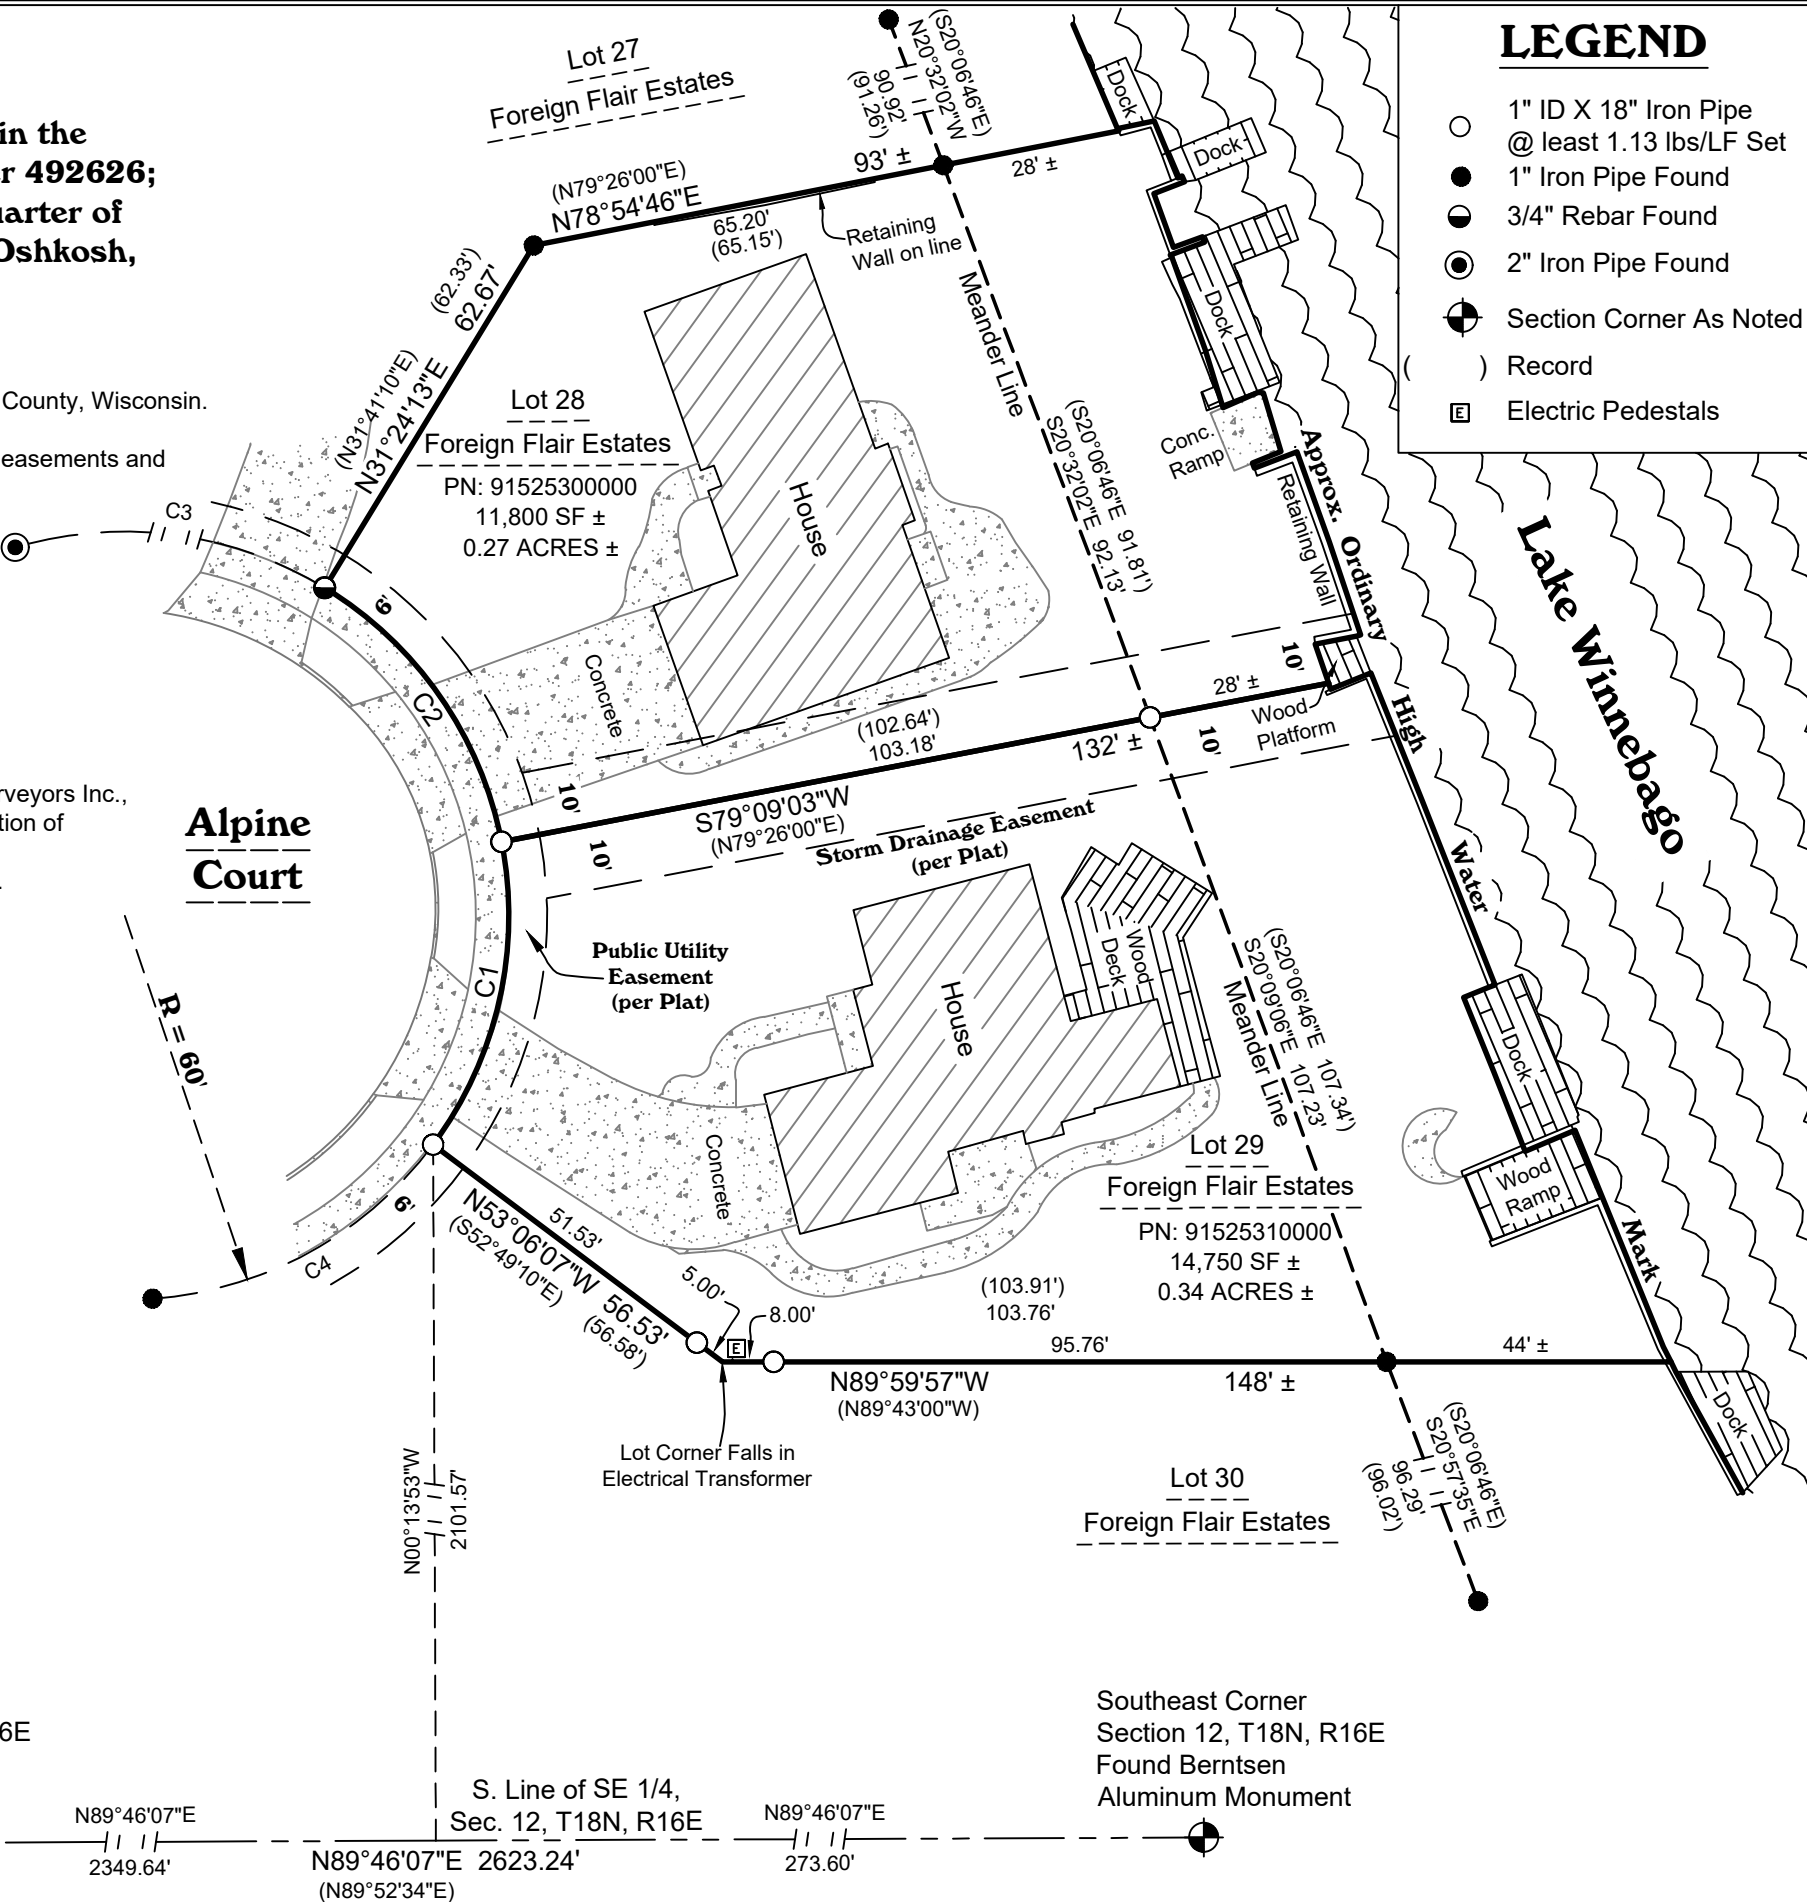 in the
r 492626;
uarter of
Oshkosh,
County, Wisconsin.
easements and
rveyors Inc.,
tion of
6E
LEGEND
1" ID X 18" Iron Pipe
@ least 1.13 lbs/LF Set
1" Iron Pipe Found
3/4" Rebar Found
2" Iron Pipe Found
Section Corner As Noted
( ) Record
E Electric Pedestals
Lot 27
Foreign Flair Estates
(S20°06'46"E)
N20°32'02"W
90.92'
(91.26')
Dock
Dock
(N79°26'00"E)
N78°54'46"E
93' ±
28' ±
65.20'
(65.15')
Retaining
Wall on line
(62.33')
62.67'
(N31°41'10"E)
N31°24'13"E
Meander Line
Dock
Lot 28
Foreign Flair Estates
PN: 91525300000
11,800 SF ±
0.27 ACRES ±
House
(S20°06'46"E 91.81')
S20°32'02"E 92.13'
Conc.
Ramp
Retaining Wall
Approx. Ordinary High Water Mark
Lake Winnebago
C3
6'
C2
Concrete
10'
28' ±
Wood
Platform
(102.64')
103.18'
132' ±
10'
10'
S79°09'03"W
(N79°26'00"E)
10'
Storm Drainage Easement
(per Plat)
Alpine
Court
Public Utility
Easement
(per Plat)
C1
R = 60'
House
Wood
Deck
(S20°06'46"E 107.34')
S20°09'06"E 107.23'
Meander Line
Dock
Wood
Ramp
Concrete
Lot 29
Foreign Flair Estates
PN: 91525310000
14,750 SF ±
0.34 ACRES ±
6'
C4
51.53'
N53°06'07"W 56.53'
(S52°49'10"E)
(56.58')
5.00'
8.00'
E
(103.91')
103.76'
95.76'
44' ±
N89°59'57"W
(N89°43'00"W)
148' ±
Dock
Lot Corner Falls in
Electrical Transformer
Lot 30
Foreign Flair Estates
(S20°06'46"E)
S20°57'35"E
96.29'
(96.02')
N00°13'53"W
2101.57'
Southeast Corner
Section 12, T18N, R16E
Found Berntsen
Aluminum Monument
S. Line of SE 1/4,
Sec. 12, T18N, R16E
N89°46'07"E
2349.64'
N89°46'07"E 2623.24'
(N89°52'34"E)
N89°46'07"E
273.60'